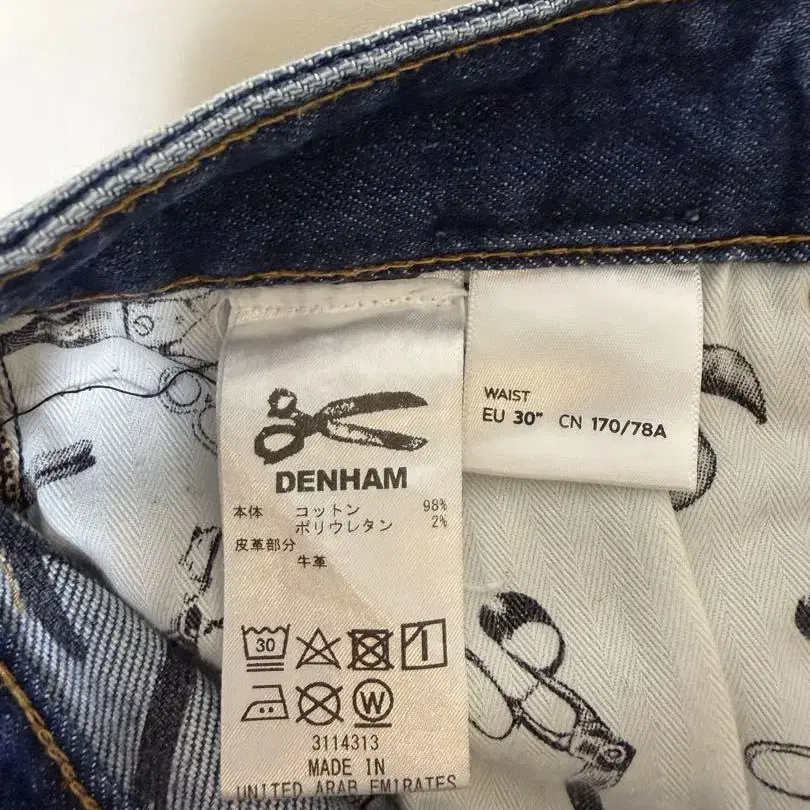 DENHAM
本体 コットン 98%
ポリウレタン 2%
皮革部分
牛革
30
W
3114313
MADE IN
UNITED ARAB EMIRATES
WAIST
EU 30" CN 170/78A